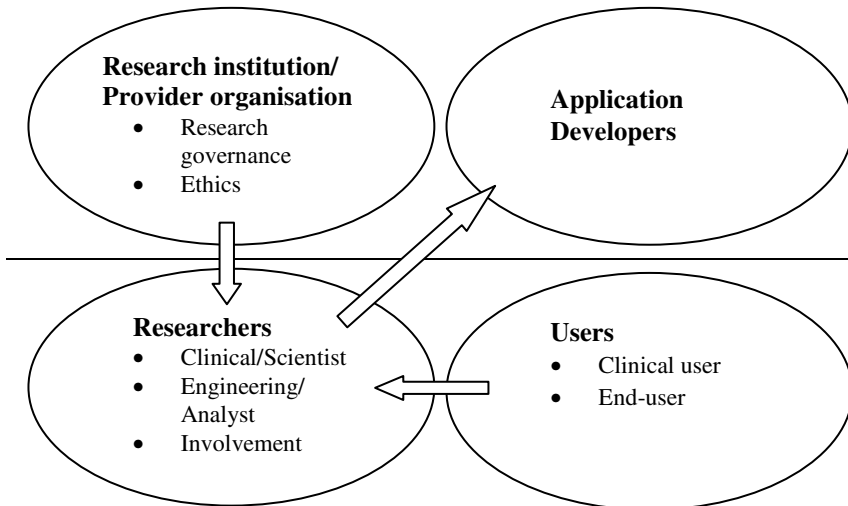 Research institution/
Provider organisation
• Research
governance
• Ethics
Application
Developers
Researchers
• Clinical/Scientist
• Engineering/
Analyst
• Involvement
Users
• Clinical user
• End-user